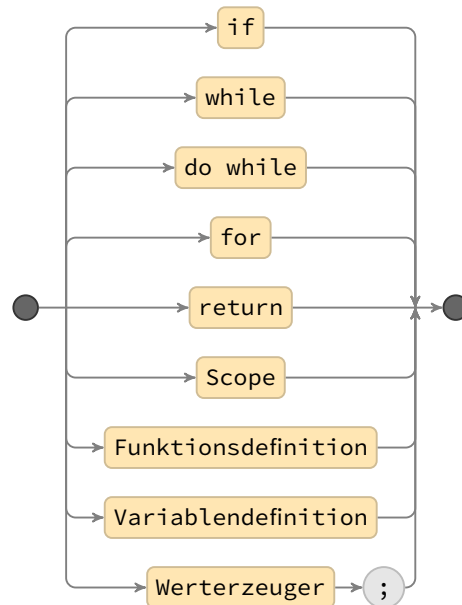 if
while
do while
for
return
Scope
Funktionsdefinition
Variablendefinition
Werterzeuger ;